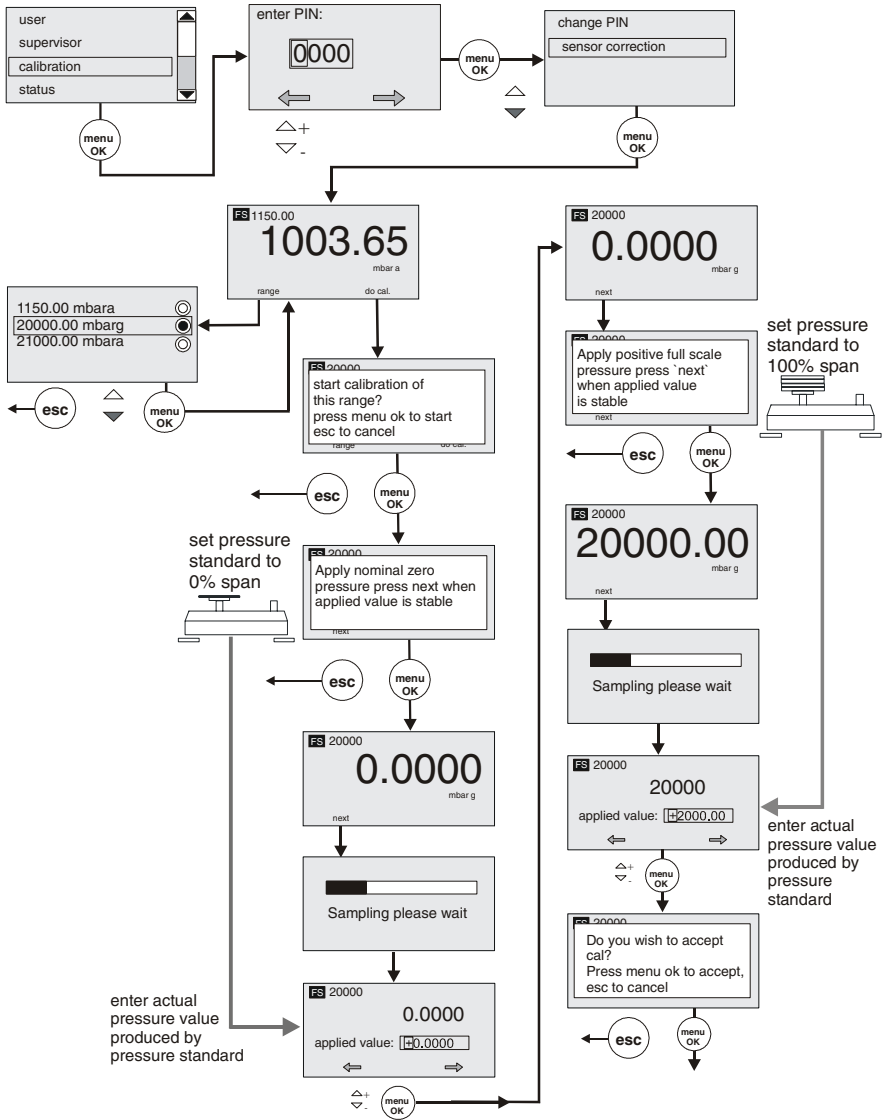 user
supervisor
calibration
status
menu
OK
enter PIN:
0000
+
-
menu
OK
change PIN
sensor correction
menu
OK
FS 1150.00
1003.65
mbar a
range do cal.
1150.00 mbara
20000.00 mbarg
21000.00 mbara
esc
menu
OK
FS 20000
start calibration of
this range?
press menu ok to start
esc to cancel
range do cal.
esc
menu
OK
set pressure
standard to
0% span
FS 20000
Apply nominal zero
pressure press next when
applied value is stable
next
esc
menu
OK
FS 20000
0.0000
mbar g
next
Sampling please wait
enter actual
pressure value
produced by
pressure standard
FS 20000
0.0000
applied value: +0.0000
+
-
menu
OK
FS 20000
0.0000
mbar g
next
FS 20000
Apply positive full scale
pressure press `next`
when applied value
is stable
next
set pressure
standard to
100% span
esc
menu
OK
FS 20000
20000.00
mbar g
next
Sampling please wait
FS 20000
20000
applied value: +2000.00
enter actual
pressure value
produced by
pressure
standard
+
-
menu
OK
FS 20000
Do you wish to accept
cal?
Press menu ok to accept,
esc to cancel
esc
menu
OK